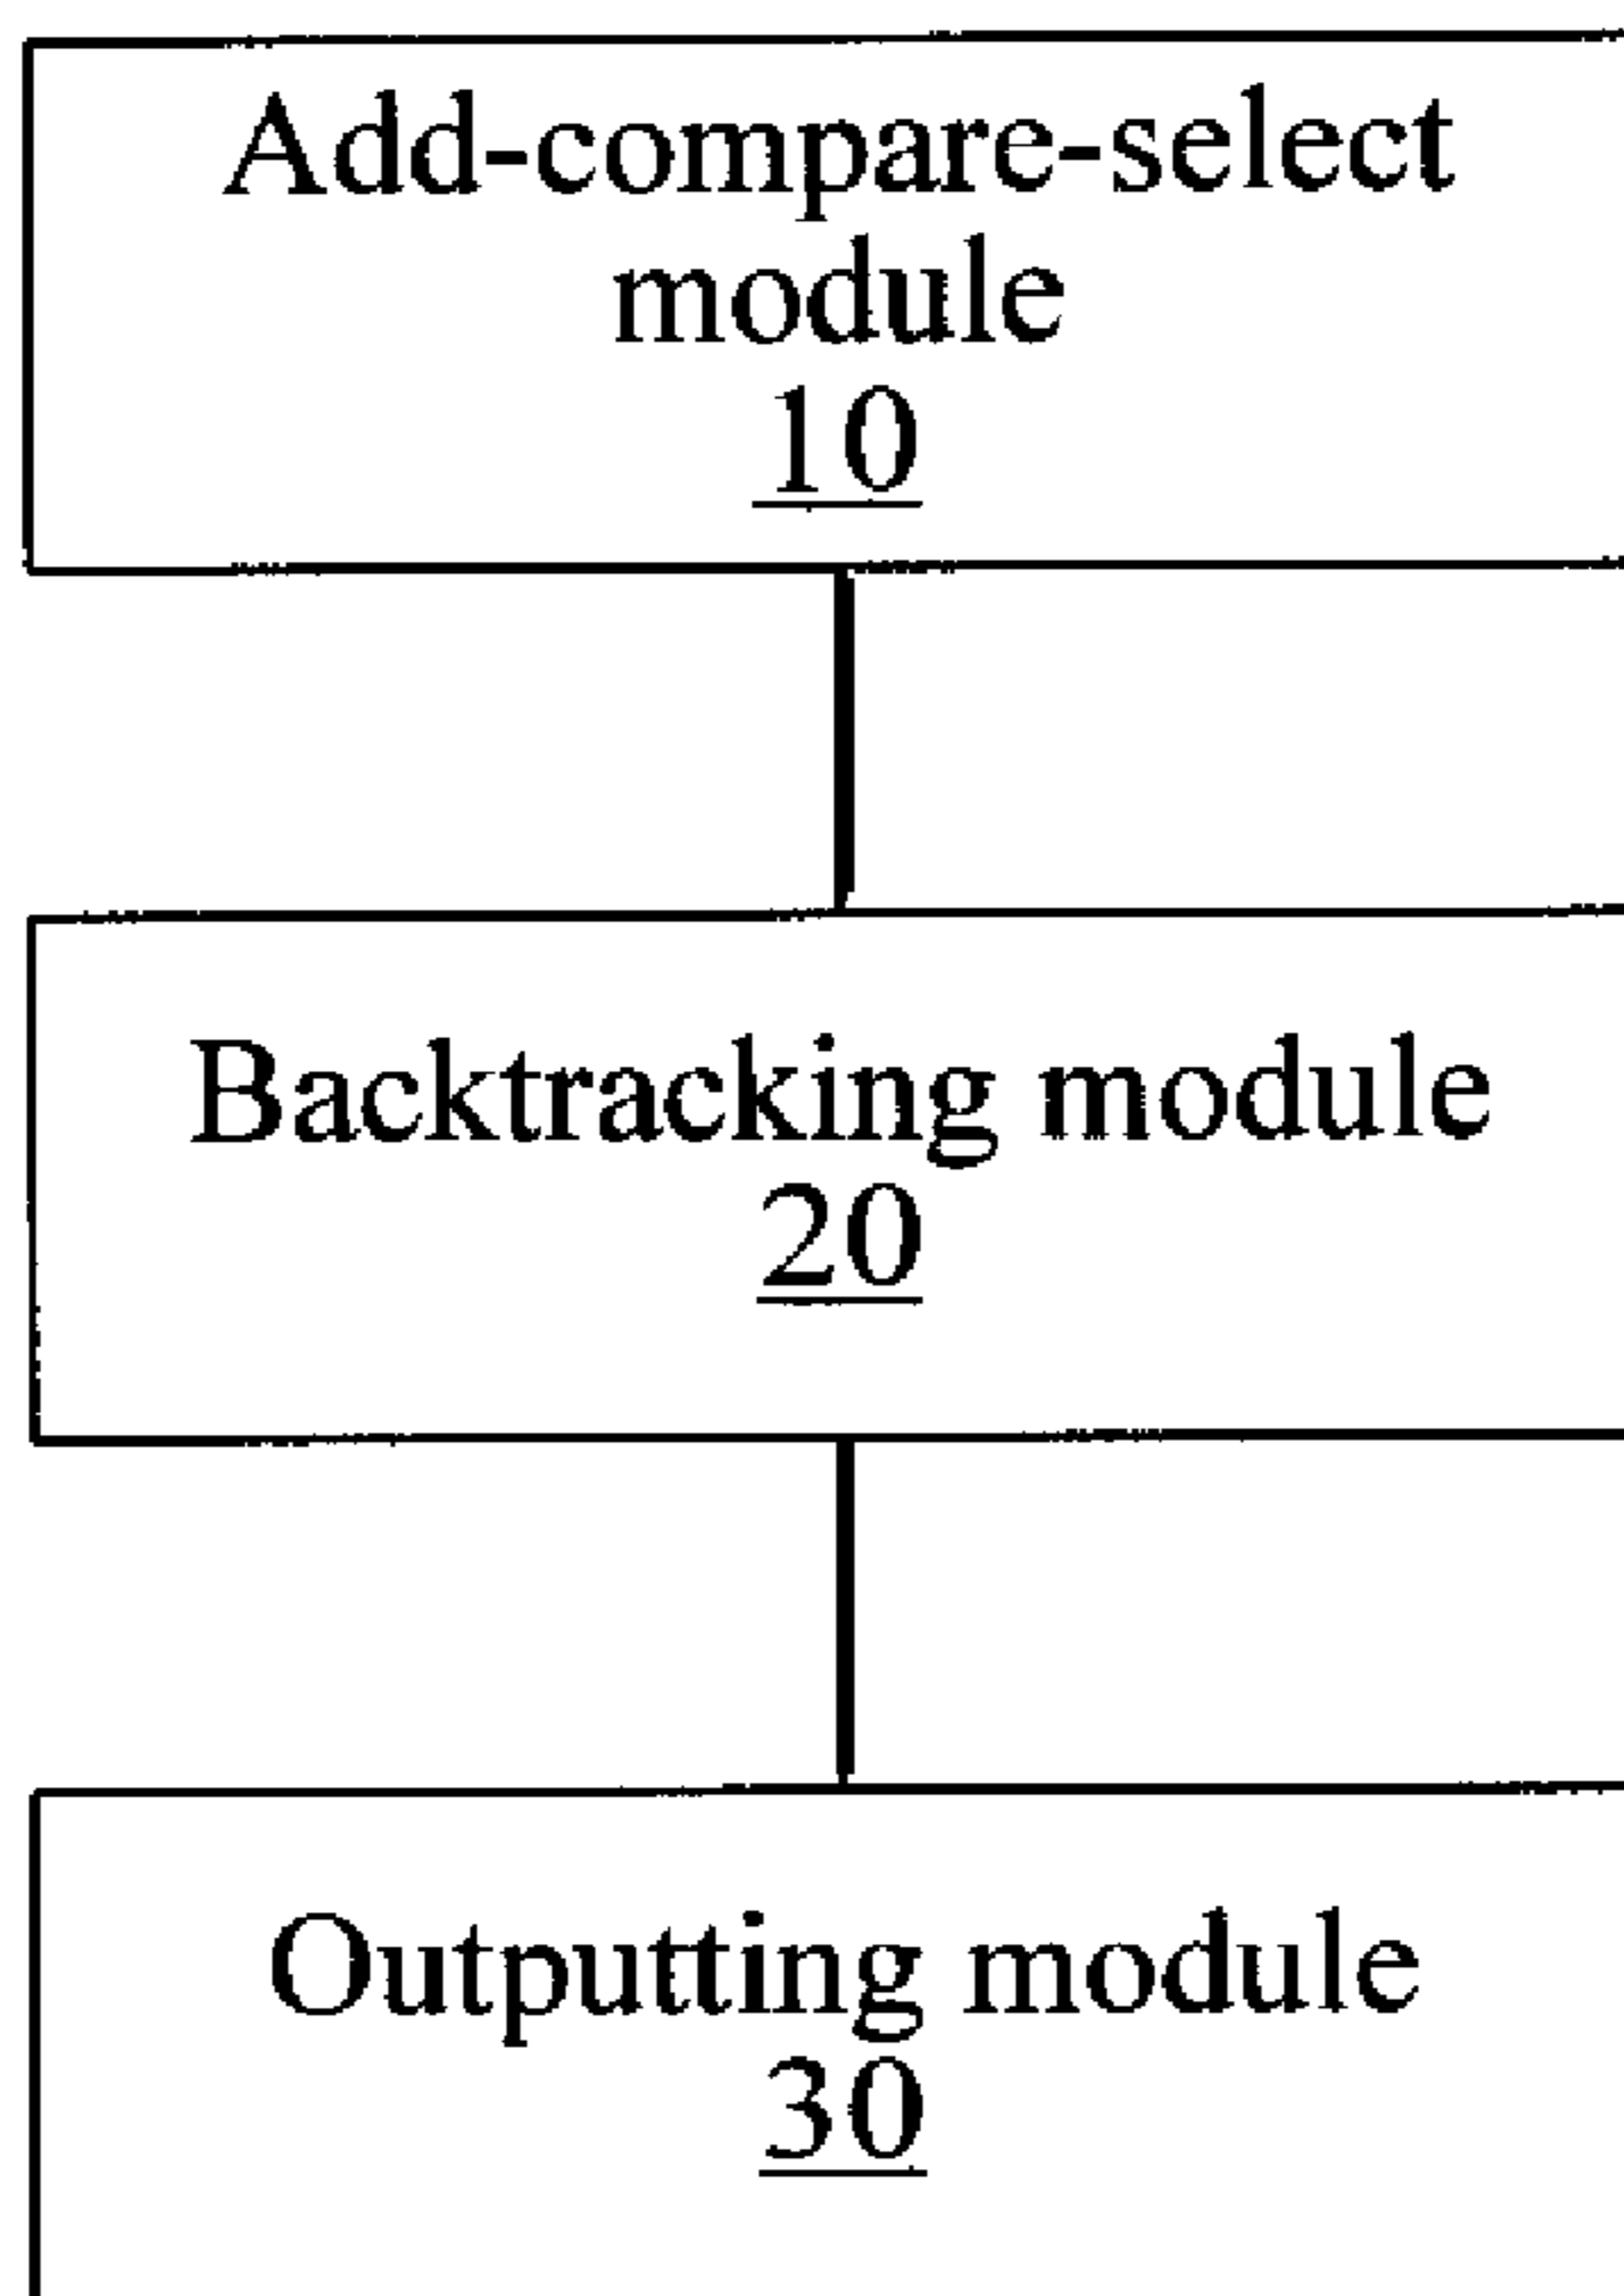 Add-compare-select
module
10
Backtracking module
20
Outputting module
30